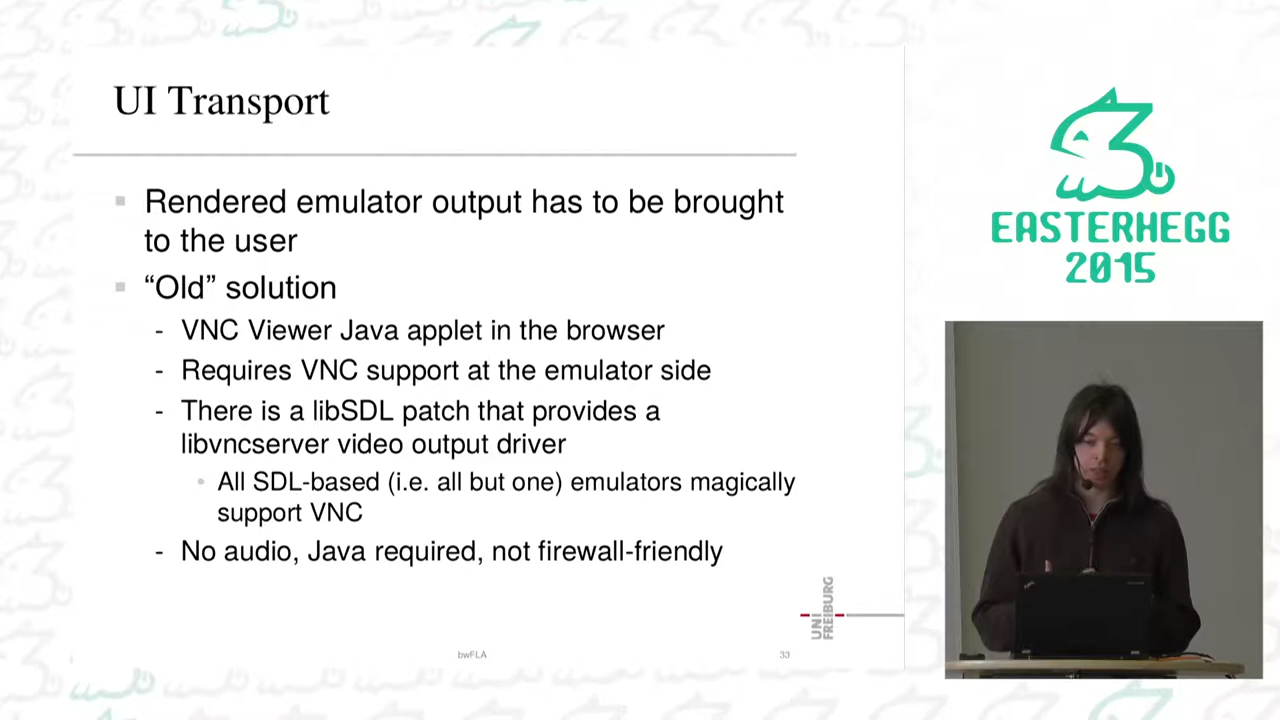 UI Transport
Rendered emulator output has to be brought
to the user
“Old” solution
- VNC Viewer Java applet in the browser
- Requires VNC support at the emulator side
- There is a libSDL patch that provides a
libvncserver video output driver
All SDL-based (i.e. all but one) emulators magically
support VNC
- No audio, Java required, not firewall-friendly
UNI
FREIBURG
bwFLA
33
EASTERHEGG
2015